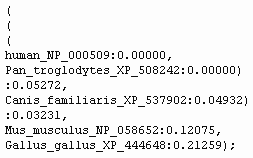 (
(
(
human_NP_000509:0.00000,
Pan_troglodytes_XP_508242:0.00000)
:0.05272,
Canis_familiaris_XP_537902:0.04932)
:0.03231,
Mus_musculus_NP_058652:0.12075,
Gallus_gallus_XP_444648:0.21259);